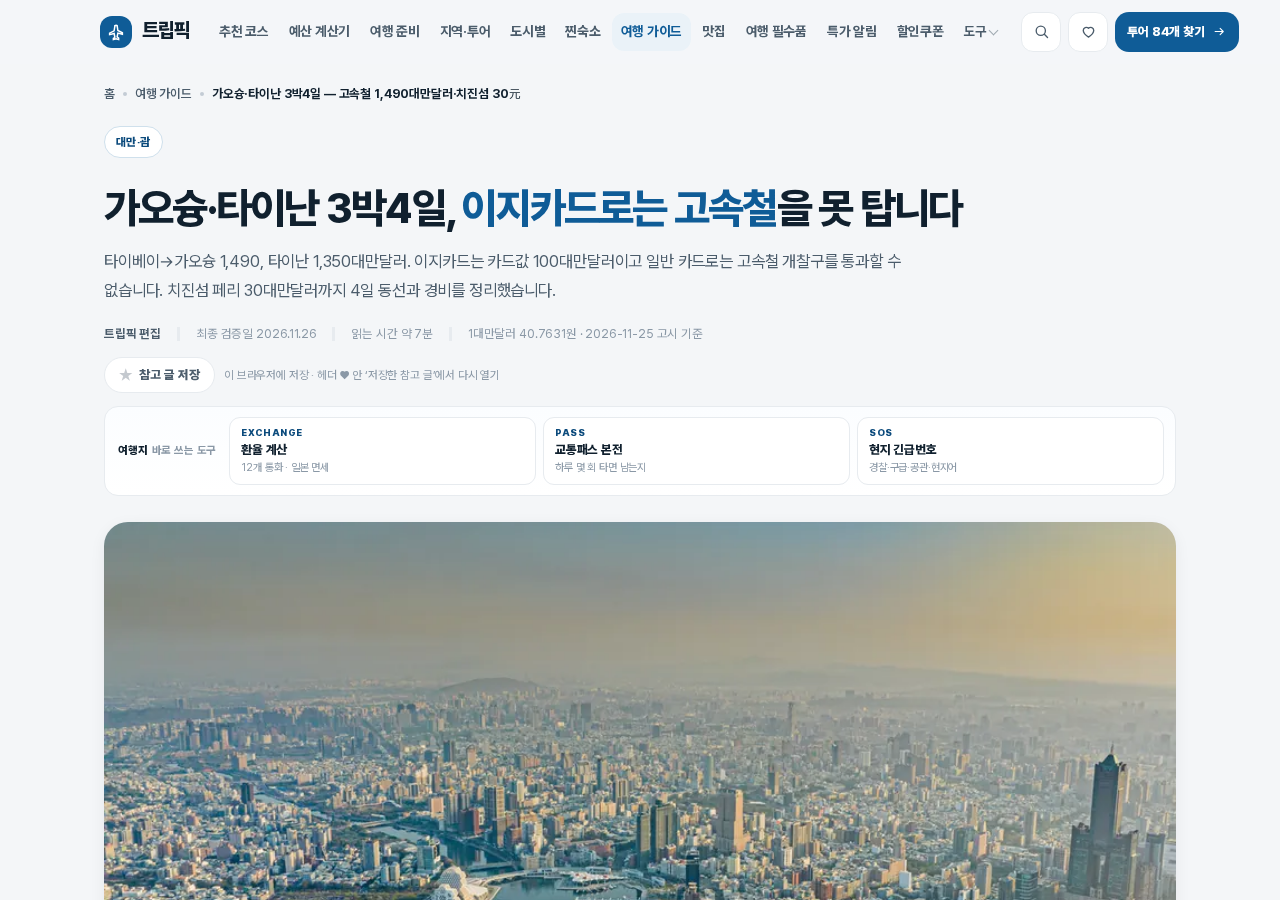 트립픽
추천 코스 예산 계산기 여행 준비 지역·투어 도시별 찐숙소 여행 가이드 맛집 여행 필수품 특가 알림 할인쿠폰 도구 투어 84개 찾기 →
홈 • 여행 가이드 • 가오슝·타이난 3박4일 — 고속철 1,490대만달러·치진섬 30元
대만·괌
가오슝·타이난 3박4일, 이지카드로는 고속철을 못 탑니다
타이베이→가오슝 1,490, 타이난 1,350대만달러. 이지카드는 카드값 100대만달러이고 일반 카드로는 고속철 개찰구를 통과할 수
없습니다. 치진섬 페리 30대만달러까지 4일 동선과 경비를 정리했습니다.
트립픽 편집 최종 검증일 2026.11.26 읽는 시간 약 7분 1대만달러 40.7631원 · 2026-11-25 고시 기준
★ 참고 글 저장 이 브라우저에 저장 · 헤더 ♥ 안 '저장한 참고 글'에서 다시 열기
여행지 바로 쓰는 도구
EXCHANGE
환율 계산
12개 통화 · 일본 면세
PASS
교통패스 본전
하루 몇 회 타면 남는지
SOS
현지 긴급번호
경찰·구급·공관·현지어